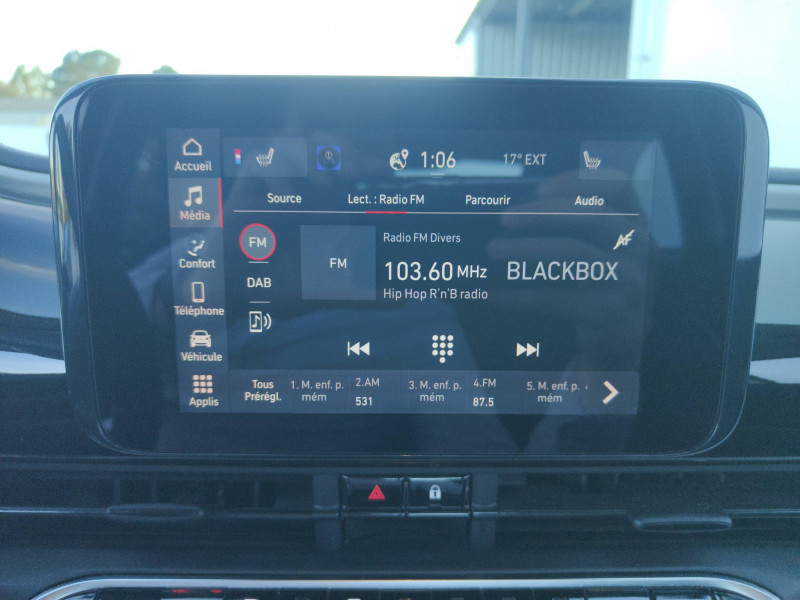 1:06
17° EXT
Accueil
Média
Confort
Téléphone
Véhicule
Applis
Source
Lect. : Radio FM
Parcourir
Audio
FM
DAB
FM
Radio FM Divers
AF
103.60 MHz
BLACKBOX
Hip Hop R'n'B radio
Tous
Prérégl.
1. M. enf. p.
mém
2.AM
531
3. M. enf. p.
mém
4.FM
87.5
5. M. enf. p.
mém